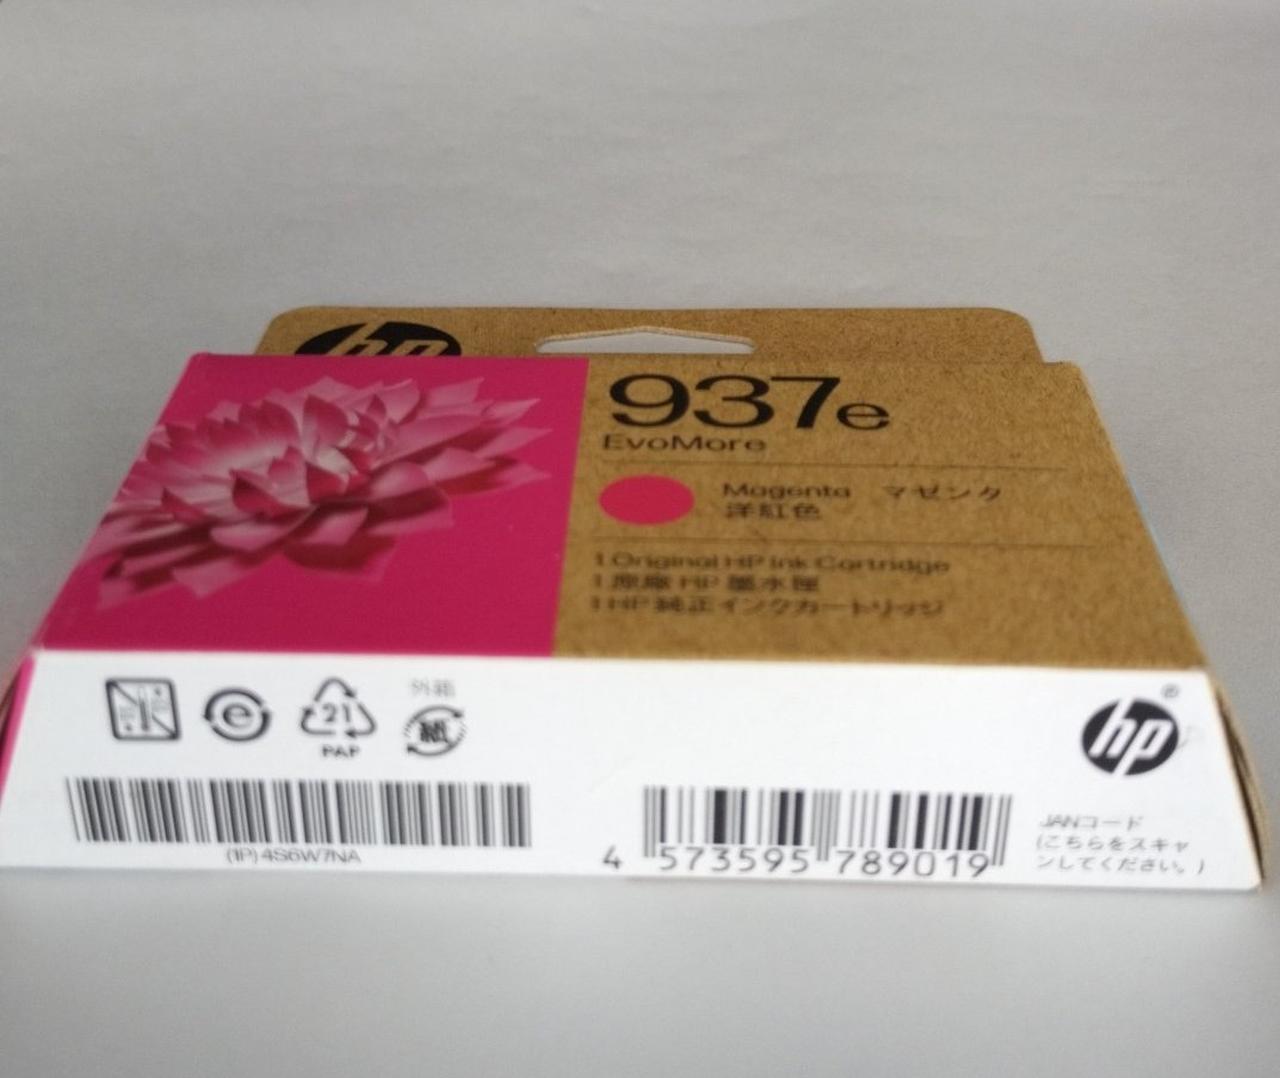 hp
937e
EvoMore
Magenta マゼンタ
洋紅色
1 Original HP Ink Cartridge
1 原廠 HP 墨水匣
1 HP 純正インクカートリッジ
21
PAP
外箱
紙
hp®
(1P) 4S6W7NA
4 573595 789019
JANコード
(こちらをスキャ
ンしてください。)